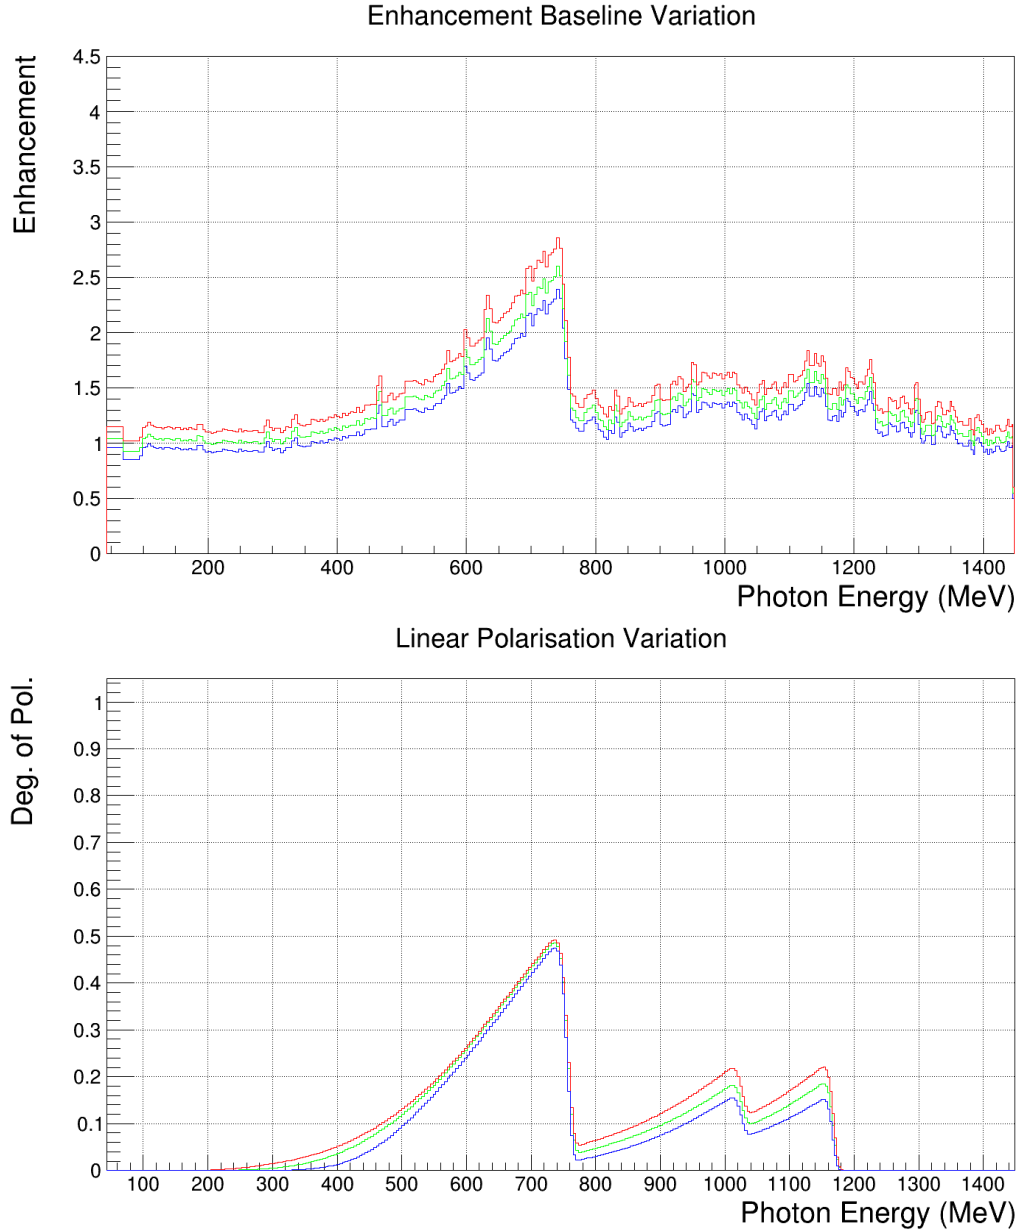 Enhancement Baseline Variation
Enhancement
4.5
4
3.5
3
2.5
2
1.5
1
0.5
0
200 400 600 800 1000 1200 1400
Photon Energy (MeV)
Linear Polarisation Variation
Deg. of Pol.
1
0.9
0.8
0.7
0.6
0.5
0.4
0.3
0.2
0.1
0
100 200 300 400 500 600 700 800 900 1000 1100 1200 1300 1400
Photon Energy (MeV)